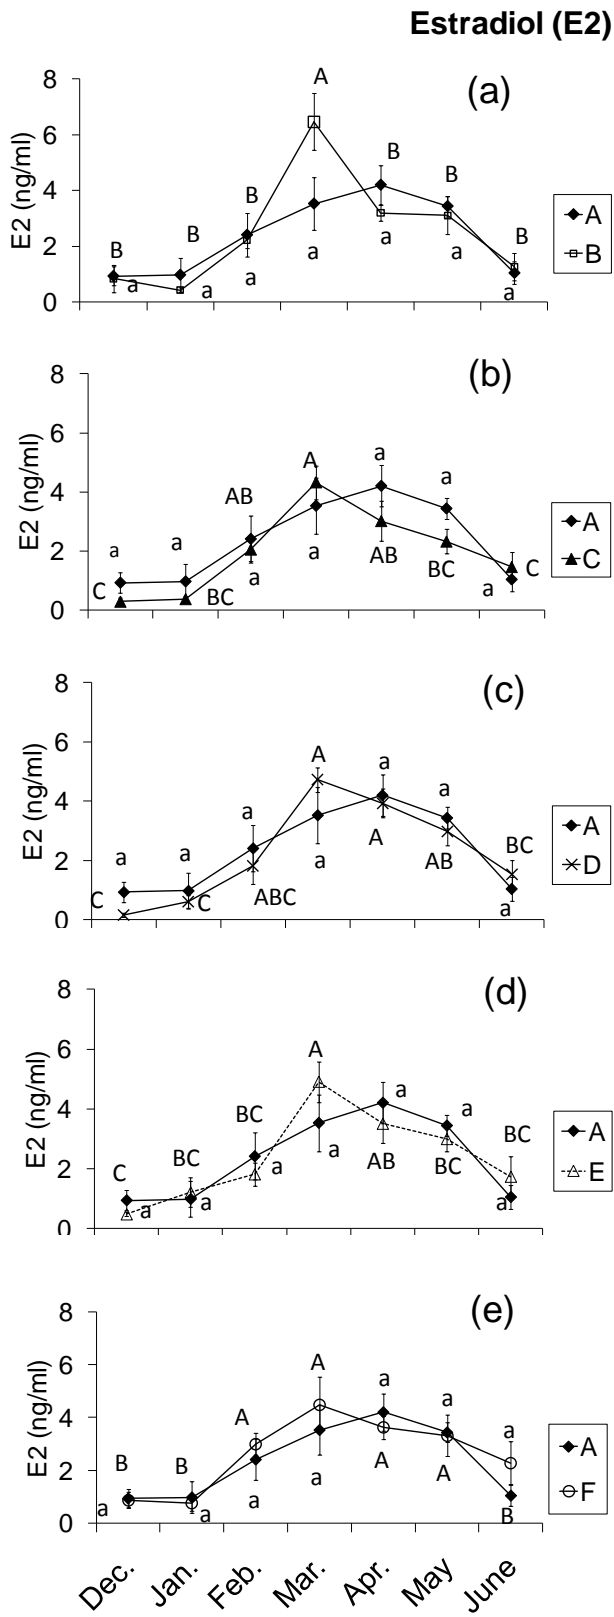 Estradiol (E2)
(a)
E2 (ng/ml)
8
6
4
2
0
A
B B B B B B
a a a a a a a
A
B
(b)
E2 (ng/ml)
8
6
4
2
0
a a AB A a a
C BC a a AB BC a C
A
C
(c)
E2 (ng/ml)
8
6
4
2
0
a a a A a a BC
C C ABC a A AB a
A
D
(d)
E2 (ng/ml)
8
6
4
2
0
C BC BC A a a BC
a a a a AB BC a
A
E
(e)
E2 (ng/ml)
8
6
4
2
0
B B A A a a a
a a a a A A B
A
F
Dec. Jan. Feb. Mar. Apr. May June